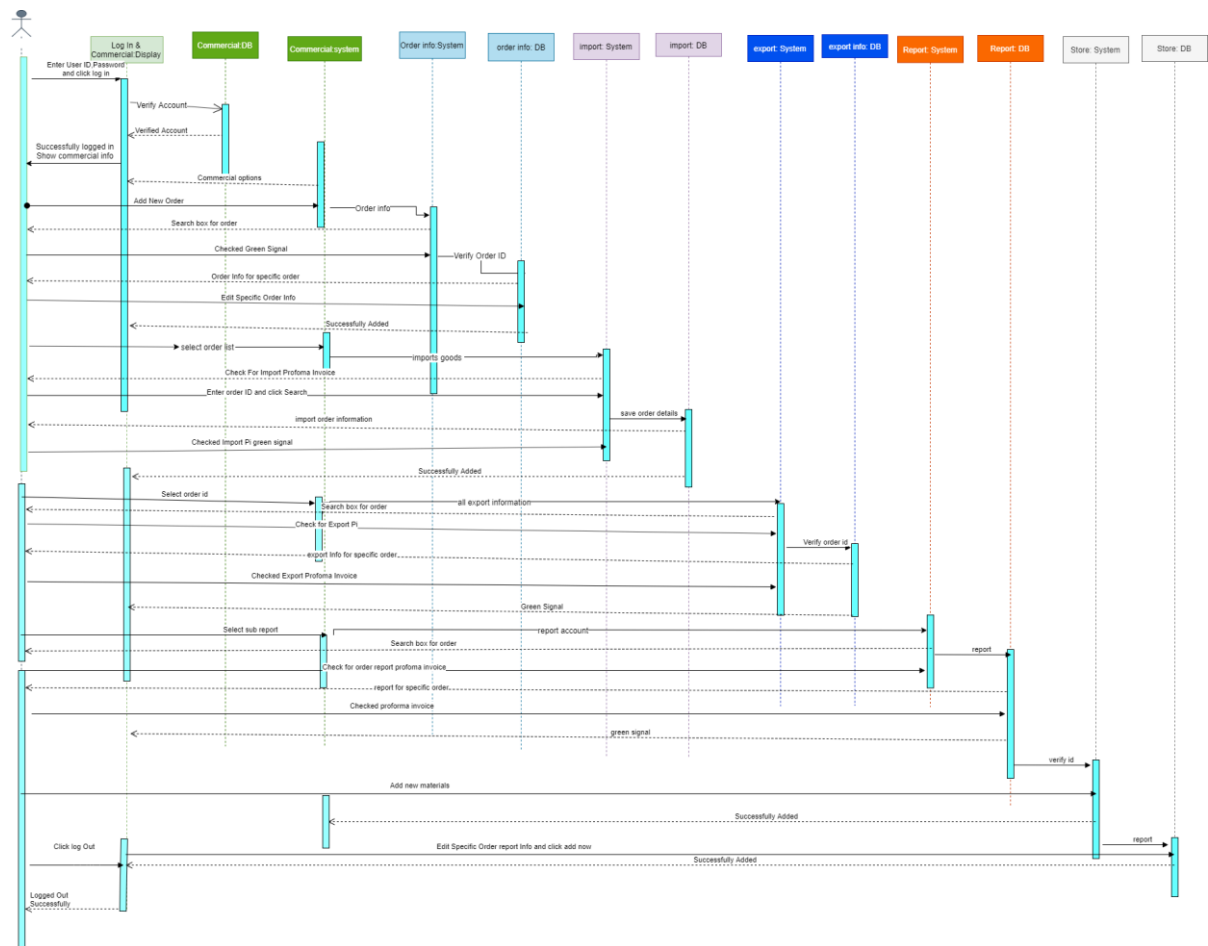 Log In &
Commercial:Display
Commercial:DB
Commercial:system
Order info:System
order info: DB
import: System
import: DB
export: System
export info: DB
Report: System
Report: DB
Store: System
Store: DB
Enter User ID,Password
and click log in
Verify Account
Verified Account
Successfully logged in
Show commercial info
Commercial options
Add New Order
Order info
Search box for order
Checked Green Signal
Verify Order ID
Order Info for specific order
Edit Specific Order Info
Successfully Added
select order list
imports goods
Check For Import Profoma Invoice
Enter order ID and click Search
save order details
import order information
Checked Import Pi green signal
Successfully Added
Select order id
all export information
Search box for order
Check for Export Pi
Verify order id
export Info for specific order
Checked Export Profoma Invoice
Green Signal
Select sub report
report account
Search box for order
report
Check for order report profoma invoice
report for specific order
Checked proforma invoice
green signal
verify id
Add new materials
Successfully Added
report
Click log Out
Edit Specific Order report Info and click add now
Successfully Added
Logged Out
Successfully